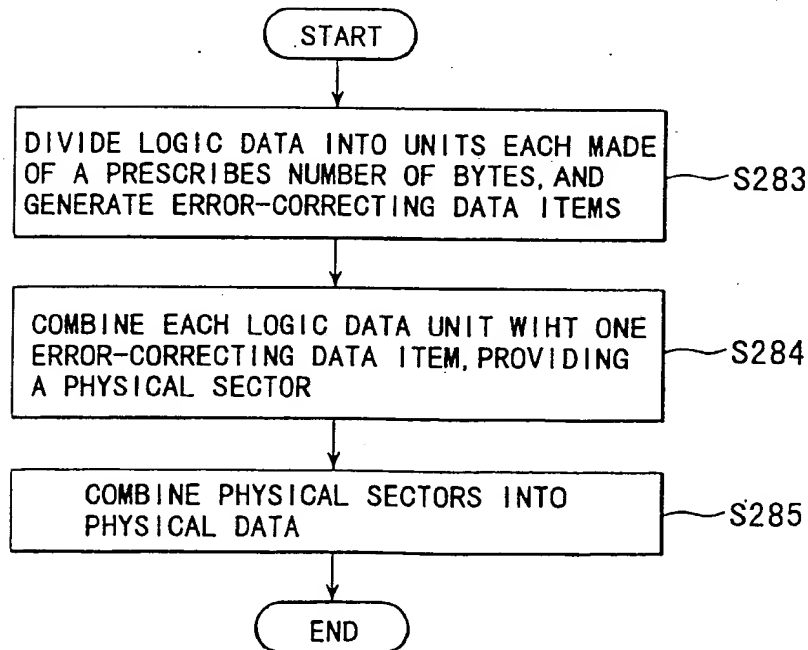 START
DIVIDE LOGIC DATA INTO UNITS EACH MADE
OF A PRESCRIBES NUMBER OF BYTES, AND
GENERATE ERROR-CORRECTING DATA ITEMS
S283
COMBINE EACH LOGIC DATA UNIT WIHT ONE
ERROR-CORRECTING DATA ITEM, PROVIDING
A PHYSICAL SECTOR
S284
COMBINE PHYSICAL SECTORS INTO
PHYSICAL DATA
S285
END